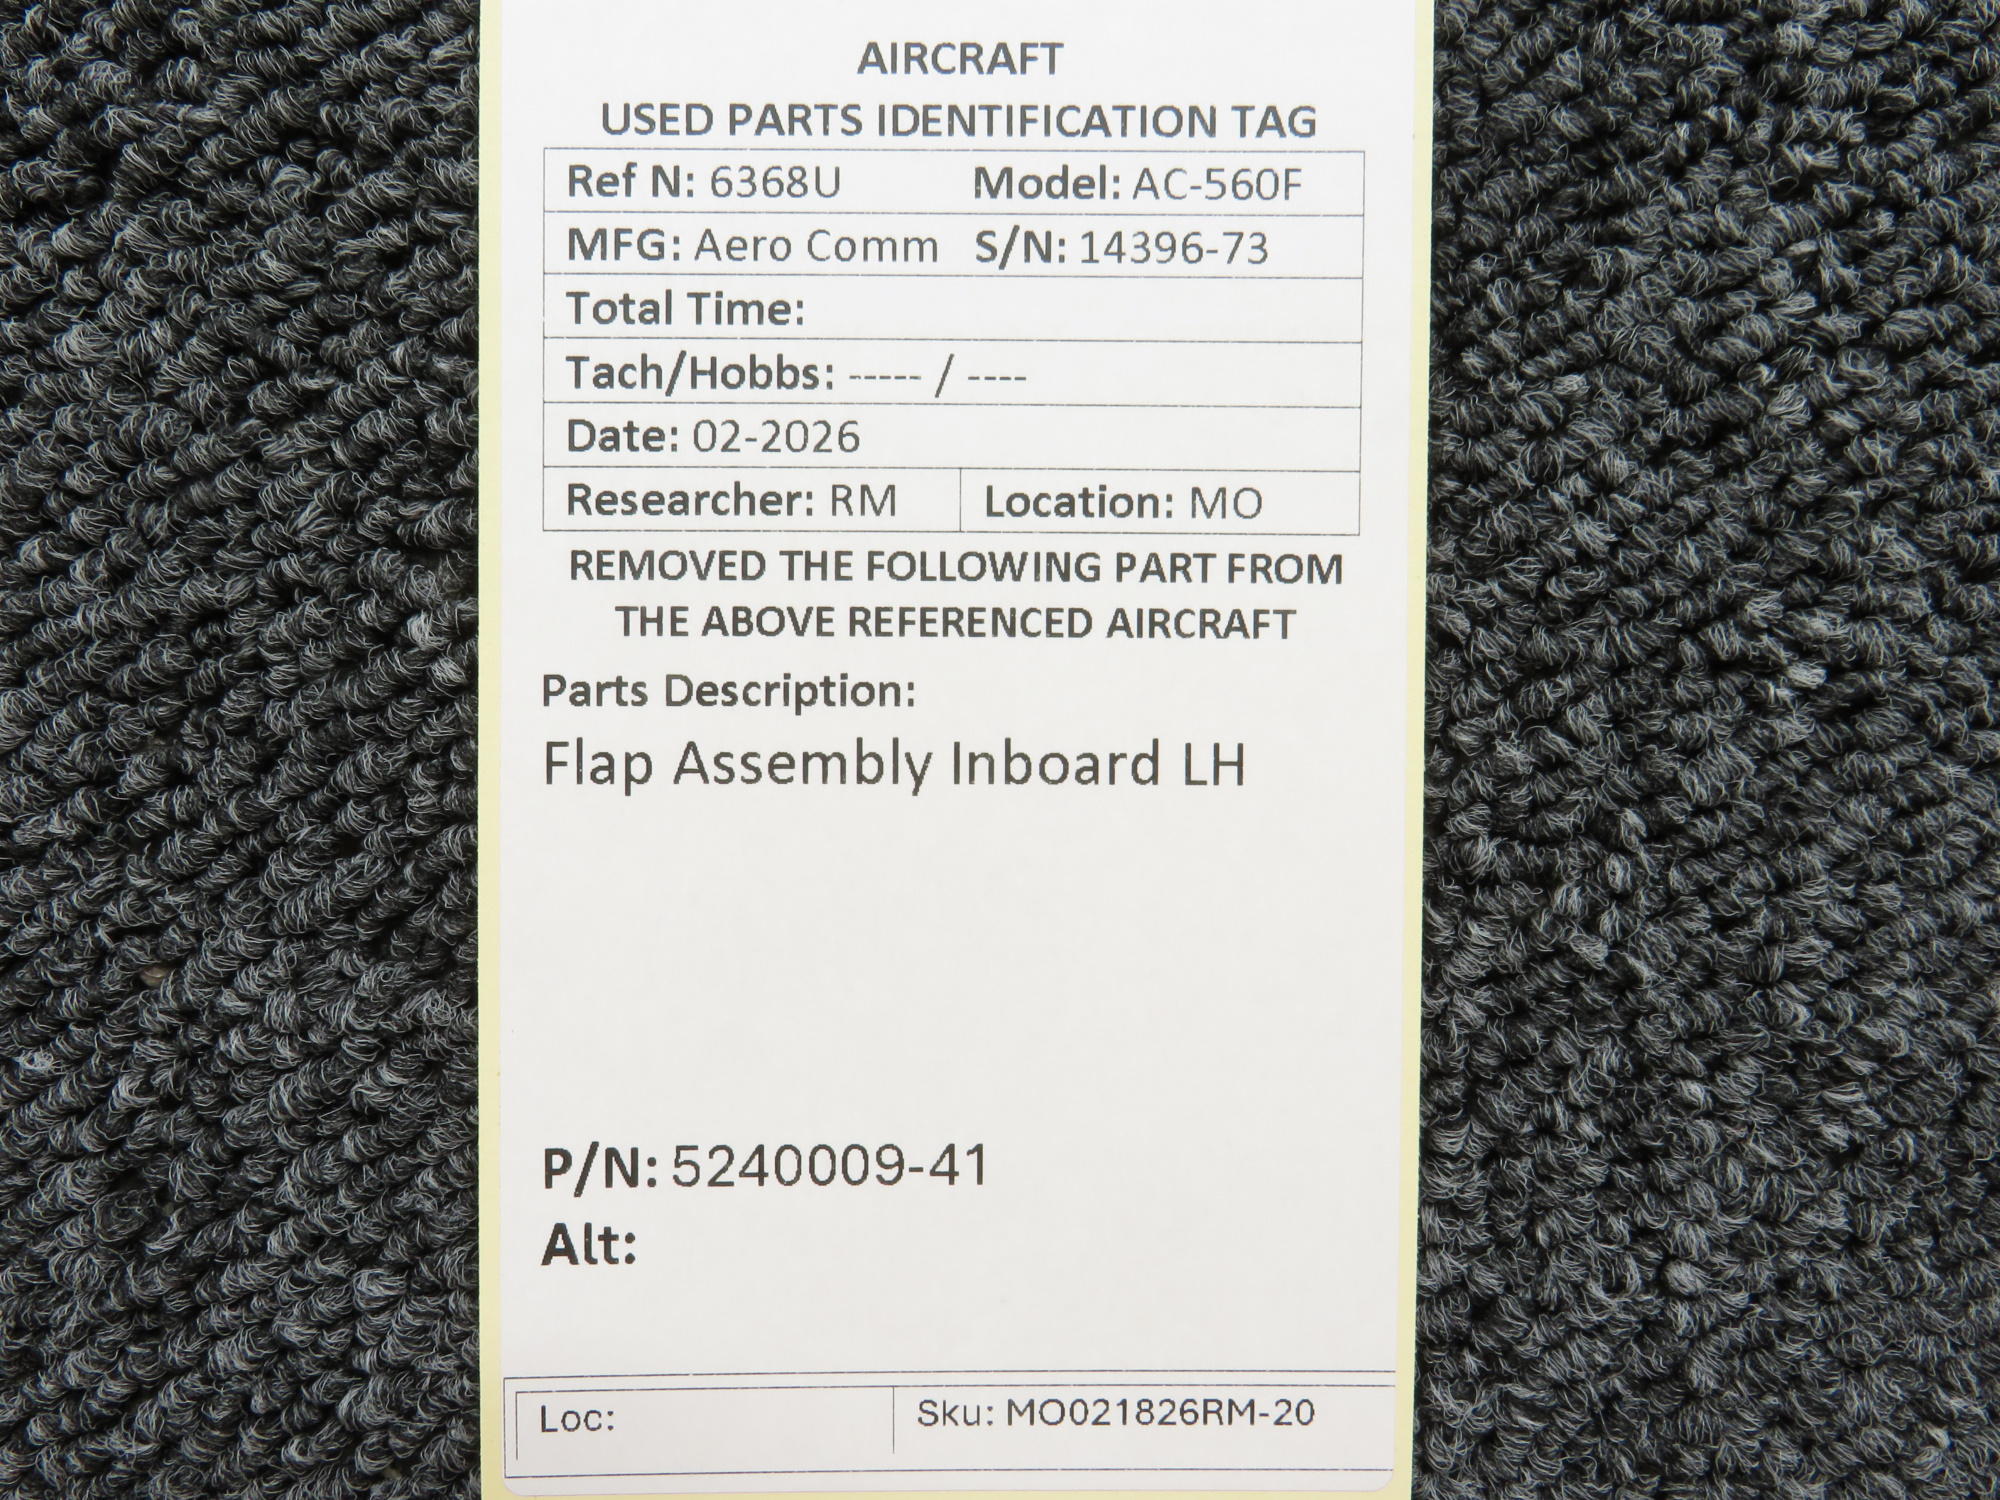 AIRCRAFT
USED PARTS IDENTIFICATION TAG
Ref N: 6368U Model: AC-560F
MFG: Aero Comm S/N: 14396-73
Total Time:
Tach/Hobbs: ----- / ----
Date: 02-2026
Researcher: RM Location: MO
REMOVED THE FOLLOWING PART FROM
THE ABOVE REFERENCED AIRCRAFT
Parts Description:
Flap Assembly Inboard LH
P/N: 5240009-41
Alt:
Loc: Sku: MO021826RM-20